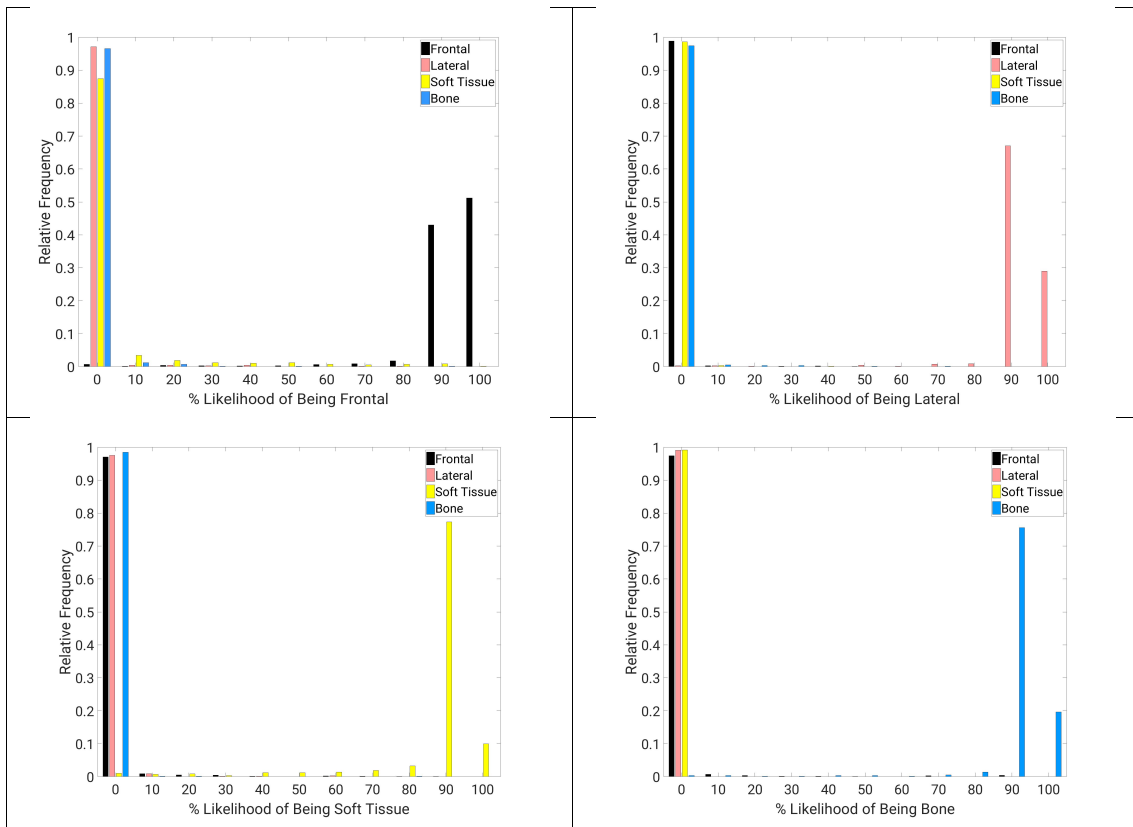 1
0.9
0.8
0.7
0.6
0.5
0.4
0.3
0.2
0.1
0
Relative Frequency
Frontal
Lateral
Soft Tissue
Bone
0 10 20 30 40 50 60 70 80 90 100
% Likelihood of Being Frontal
1
0.9
0.8
0.7
0.6
0.5
0.4
0.3
0.2
0.1
0
Relative Frequency
Frontal
Lateral
Soft Tissue
Bone
0 10 20 30 40 50 60 70 80 90 100
% Likelihood of Being Lateral
1
0.9
0.8
0.7
0.6
0.5
0.4
0.3
0.2
0.1
0
Relative Frequency
Frontal
Lateral
Soft Tissue
Bone
0 10 20 30 40 50 60 70 80 90 100
% Likelihood of Being Soft Tissue
1
0.9
0.8
0.7
0.6
0.5
0.4
0.3
0.2
0.1
0
Relative Frequency
Frontal
Lateral
Soft Tissue
Bone
0 10 20 30 40 50 60 70 80 90 100
% Likelihood of Being Bone